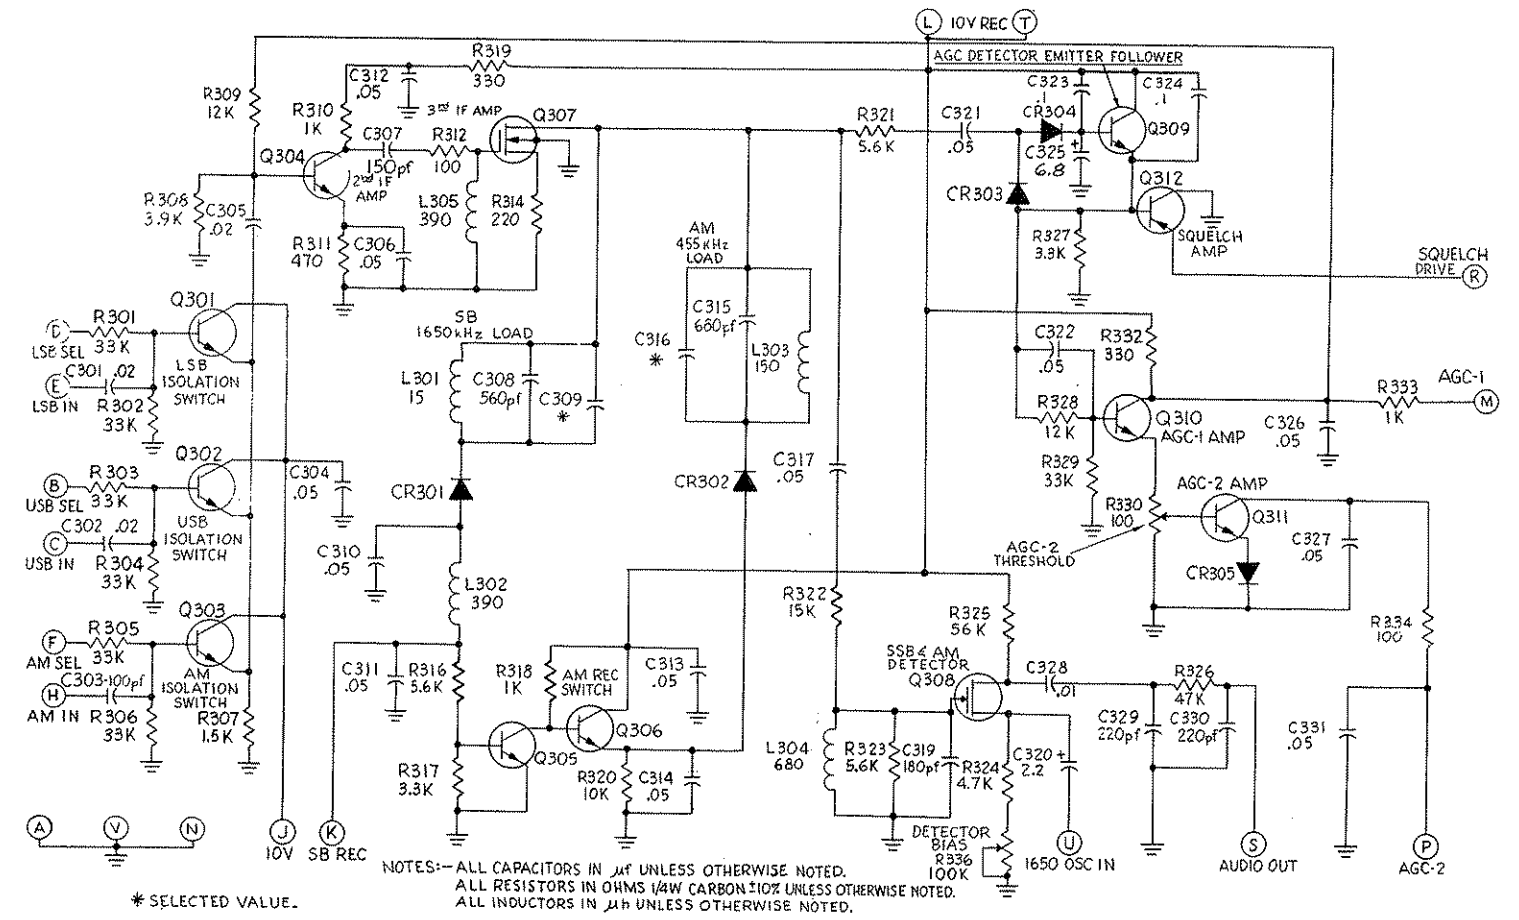 L 10V REC T
AGC DETECTOR EMITTER FOLLOWER
R319
330
C312
.05
R309
12K
R310
1K
3rd IF AMP
Q307
C307
150pf
R312
100
Q304
2nd IF
AMP
R308
3.9K
C305
.02
L305
390
R314
220
R311
470
C306
.05
R321
5.6K
C321
.05
C323
.1
CR304
C324
.1
Q309
C325
+
6.8
Q312
CR303
SQUELCH
AMP
R327
3.3K
SQUELCH
DRIVE R
AM
455kHz
LOAD
C315
680pf
C316
*
L303
150
Q301
R301
33K
LSB SEL
C301 .02
E
LSB IN
R302
33K
LSB
ISOLATION
SWITCH
SB
1650kHz LOAD
L301
15
C308
560pf
C309
*
C322
.05
R332
330
R328
12K
Q310
AGC-1 AMP
R333
1K
AGC-1
M
C326
.05
Q302
R303
33K
B
USB SEL
C302 .02
C
USB IN
R304
33K
USB
ISOLATION
SWITCH
C304
.05
CR301
CR302
C317
.05
R329
33K
R330
100
AGC-2 AMP
Q311
AGC-2
THRESHOLD
CR305
C327
.05
C310
.05
L302
390
Q303
R305
33K
F
AM SEL
C303-100pf
H
AM IN
R306
33K
AM
ISOLATION
SWITCH
R307
1.5K
C311
.05
R316
5.6K
R318
1K
AM REC
SWITCH
C313
.05
Q305
Q306
R317
3.3K
R320
10K
C314
.05
R322
15K
R325
56K
SSB & AM
DETECTOR
Q308
C328
.01
R326
47K
R334
100
L304
680
R323
5.6K
C319
180pf
R324
4.7K
C320 +
2.2
C329
220pf
C330
220pf
C331
.05
DETECTOR
BIAS
R336
100K
A
V
N
J
10V
K
SB REC
U
1650 OSC IN
S
AUDIO OUT
P
AGC-2
NOTES:- ALL CAPACITORS IN µf UNLESS OTHERWISE NOTED.
ALL RESISTORS IN OHMS 1/4W CARBON ±10% UNLESS OTHERWISE NOTED.
ALL INDUCTORS IN µh UNLESS OTHERWISE NOTED.
* SELECTED VALUE.